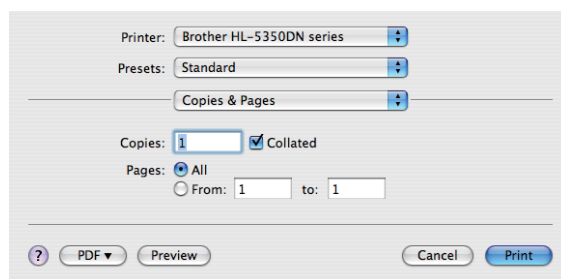 Printer: Brother HL-5350DN series
Presets: Standard
Copies & Pages
Copies: 1 Collated
Pages: All
From: 1 to: 1
? PDF ▼ Preview Cancel Print